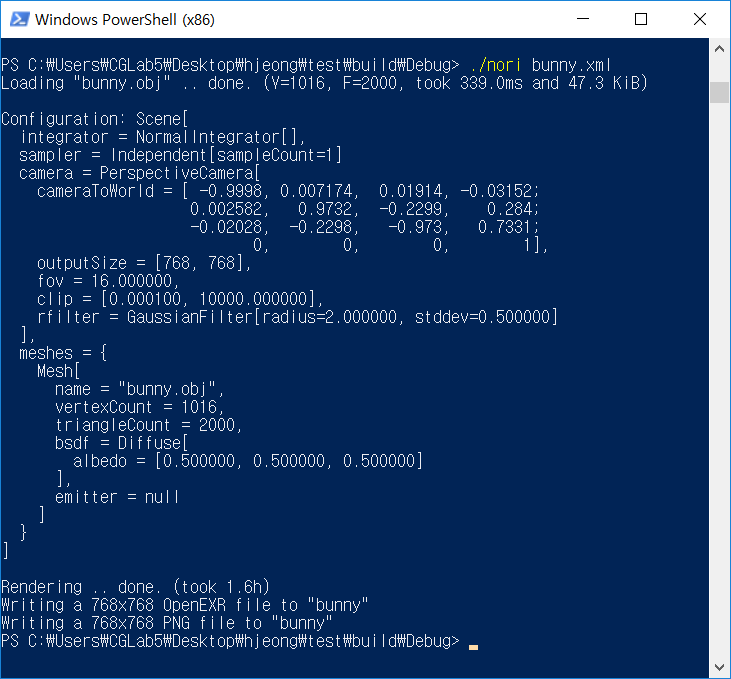 Windows PowerShell (x86)
PS C:₩Users₩CGLab5₩Desktop₩hjeong₩test₩build₩Debug> ./nori bunny.xml
Loading "bunny.obj" .. done. (V=1016, F=2000, took 339.0ms and 47.3 KiB)
Configuration: Scene[
  integrator = NormalIntegrator[],
  sampler = Independent[sampleCount=1]
  camera = PerspectiveCamera[
    cameraToWorld = [ -0.9998, 0.007174,  0.01914, -0.03152;
                     0.002582,   0.9732,  -0.2299,    0.284;
                     -0.02028,  -0.2298,   -0.973,   0.7331;
                            0,        0,        0,        1],
    outputSize = [768, 768],
    fov = 16.000000,
    clip = [0.000100, 10000.000000],
    rfilter = GaussianFilter[radius=2.000000, stddev=0.500000]
  ],
  meshes = {
    Mesh[
      name = "bunny.obj",
      vertexCount = 1016,
      triangleCount = 2000,
      bsdf = Diffuse[
        albedo = [0.500000, 0.500000, 0.500000]
      ],
      emitter = null
    ]
  }
]
Rendering .. done. (took 1.6h)
Writing a 768x768 OpenEXR file to "bunny"
Writing a 768x768 PNG file to "bunny"
PS C:₩Users₩CGLab5₩Desktop₩hjeong₩test₩build₩Debug>